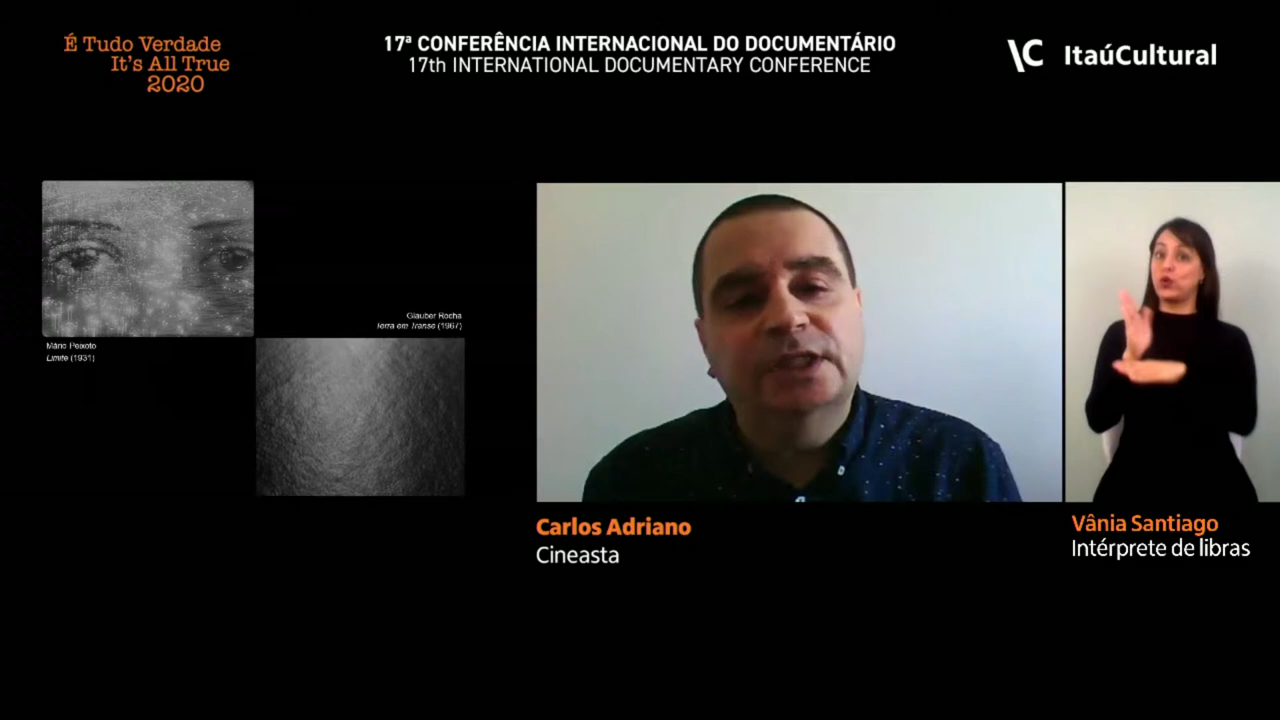 É Tudo Verdade
It's All True
2020
17ª CONFERÊNCIA INTERNACIONAL DO DOCUMENTÁRIO
17th INTERNATIONAL DOCUMENTARY CONFERENCE
\C ItaúCultural
Glauber Rocha
Terra em Transe (1967)
Mário Peixoto
Limite (1931)
Carlos Adriano
Cineasta
Vânia Santiago
Intérprete de libras